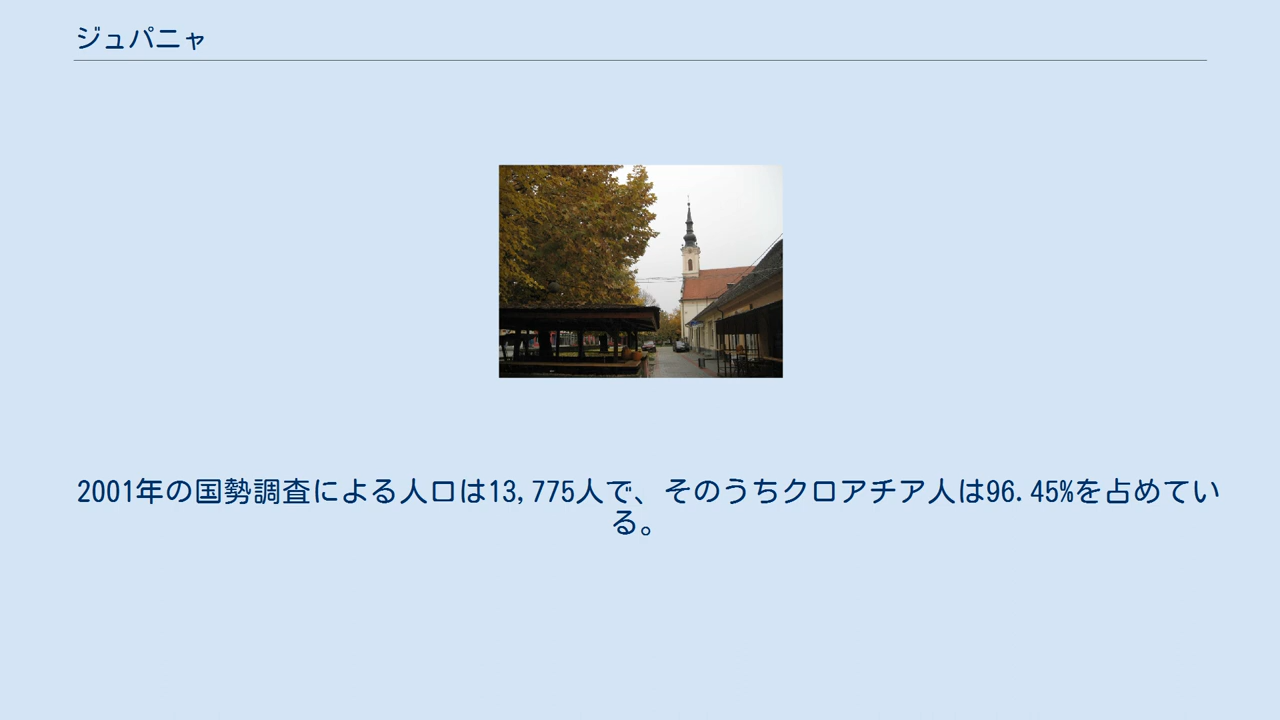 ジュパニャ
2001年の国勢調査による人口は13,775人で、そのうちクロアチア人は96.45%を占めてい
る。